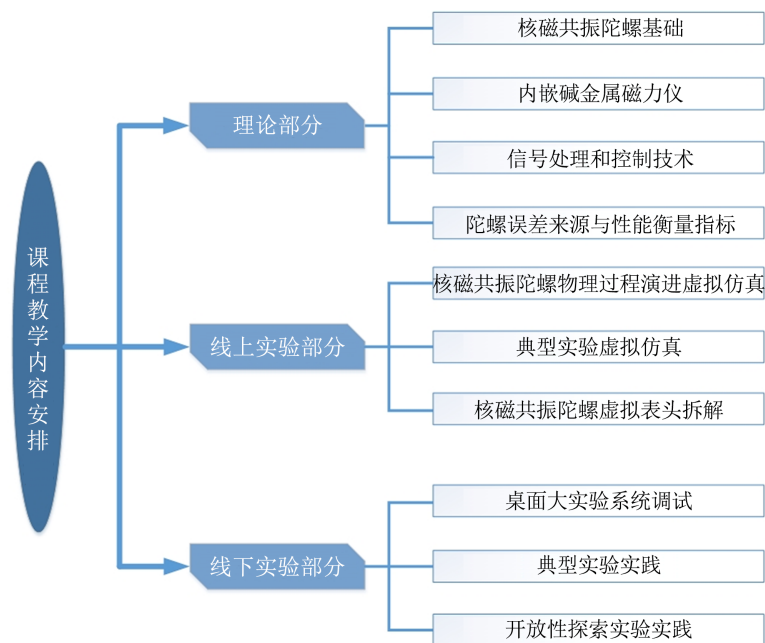 课程教学内容安排
理论部分
核磁共振陀螺基础
内嵌碱金属磁力仪
信号处理和控制技术
陀螺误差来源与性能衡量指标
线上实验部分
核磁共振陀螺物理过程演进虚拟仿真
典型实验虚拟仿真
核磁共振陀螺虚拟表头拆解
线下实验部分
桌面大实验系统调试
典型实验实践
开放性探索实验实践